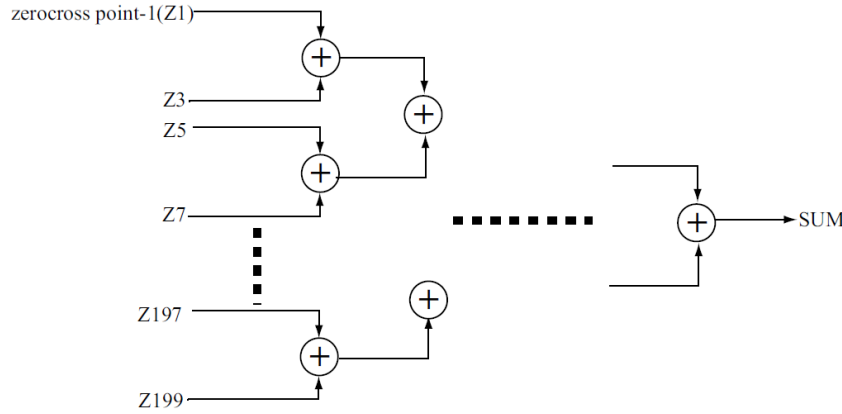 zerocross point-1(Z1)
+
Z3
+
Z5
+
Z7
+
SUM
+
Z197
+
Z199